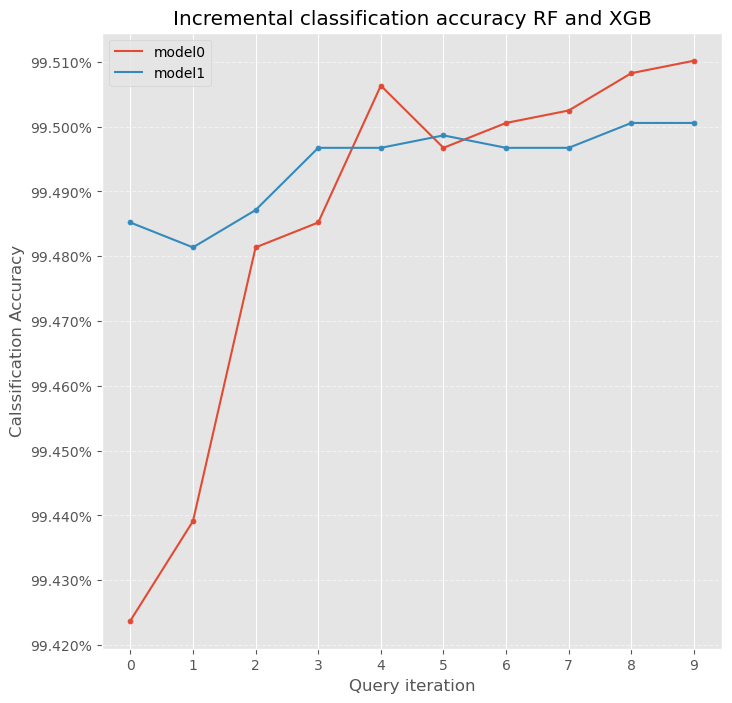 Incremental classification accuracy RF and XGB
model0
model1
99.510%
99.500%
99.490%
99.480%
99.470%
99.460%
99.450%
99.440%
99.430%
99.420%
Calssification Accuracy
0 1 2 3 4 5 6 7 8 9
Query iteration